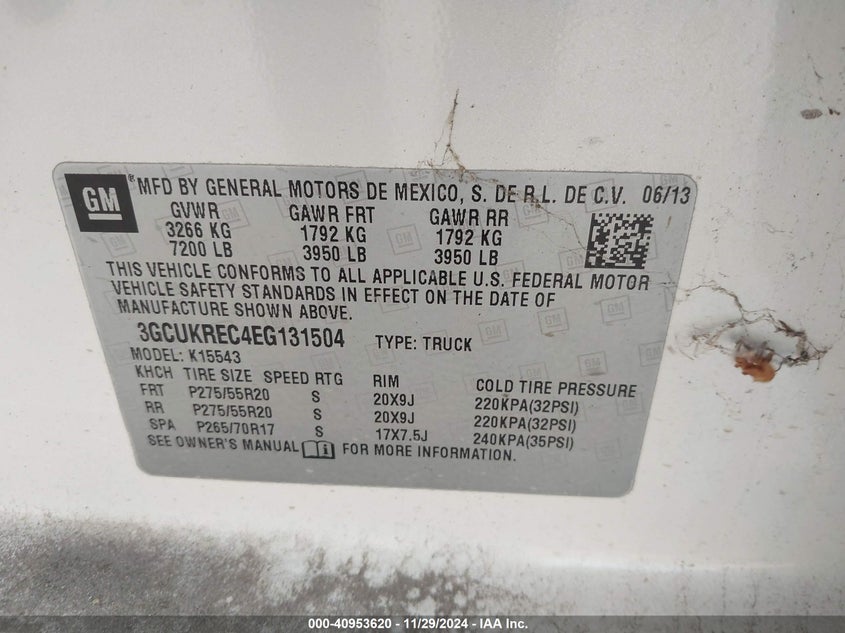 GM
® MFD BY GENERAL MOTORS DE MEXICO, S. DE R.L. DE C.V. 06/13
GVWR GAWR FRT GAWR RR
3266 KG 1792 KG 1792 KG
7200 LB 3950 LB 3950 LB
THIS VEHICLE CONFORMS TO ALL APPLICABLE U.S. FEDERAL MOTOR
VEHICLE SAFETY STANDARDS IN EFFECT ON THE DATE OF
MANUFACTURE SHOWN ABOVE.
3GCUKREC4EG131504 TYPE: TRUCK
MODEL: K15543
KHCH TIRE SIZE SPEED RTG RIM COLD TIRE PRESSURE
FRT P275/55R20 S 20X9J 220KPA(32PSI)
RR P275/55R20 S 20X9J 220KPA(32PSI)
SPA P265/70R17 S 17X7.5J 240KPA(35PSI)
SEE OWNER'S MANUAL FOR MORE INFORMATION.
000-40953620 - 11/29/2024 - IAA Inc.